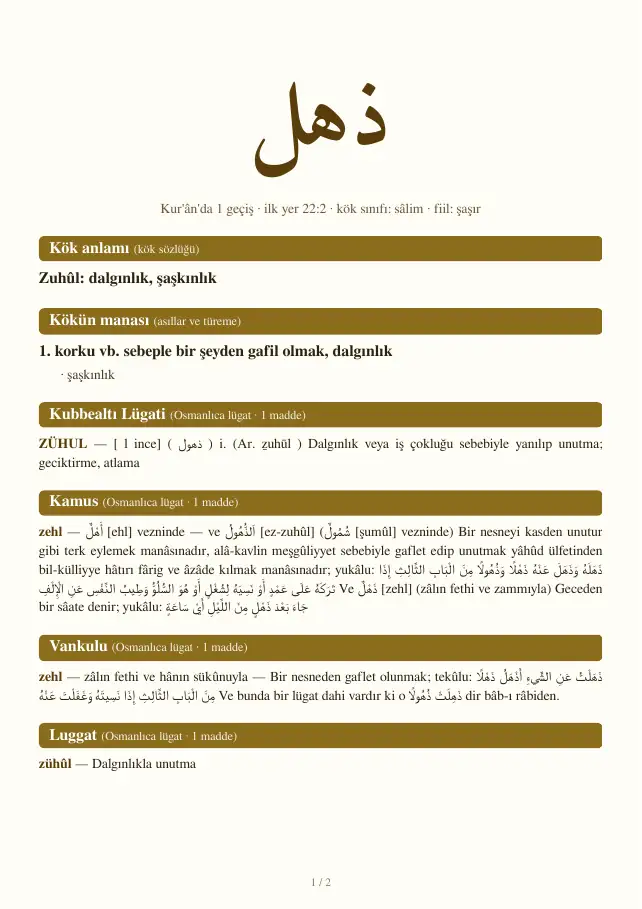 ذهل
Kur'ân'da 1 geçiş · ilk yer 22:2 · kök sınıfı: sâlim · fiil: şaşır
Kök anlamı (kök sözlüğü)
Zuhûl: dalgınlık, şaşkınlık
Kökün manası (asıllar ve türeme)
1. korku vb. sebeple bir şeyden gafil olmak, dalgınlık
· şaşkınlık
Kubbealtı Lügati (Osmanlıca lügat · 1 madde)
ZÜHUL — [ l ince] ( ذهول ) i. (Ar. ẕuhūl ) Dalgınlık veya iş çokluğu sebebiyle yanılıp unutma;
geciktirme, atlama
Kamus (Osmanlıca lügat · 1 madde)
zehl — أَهْلٌ [ehl] vezninde — ve اَلذُّهُولُ [ez-zuhûl] (شُمُولٌ [şumûl] vezninde) Bir nesneyi kasden unutur
gibi terk eylemek manâsınadır, alâ-kavlin meşgûliyyet sebebiyle gaflet edip unutmak yâhûd ülfetinden
bil-külliyye hâtırı fârig ve âzâde kılmak manâsınadır; yukâlu: ذَهَلَهُ وَذَهَلَ عَنْهُ ذَهْلًا وَذُهُولًا مِنَ الْبَابِ الثَّالِثِ إِذَا
تَرَكَهُ عَلَى عَمْدٍ أَوْ نَسِيَهُ لِشُغْلٍ أَوْ هُوَ السُّلُوُّ وَطِيبُ النَّفْسِ عَنِ الْإِلْفِ Ve ذَهْلٌ [zehl] (zâlın fethi ve zammıyla) Geceden
bir sâate denir; yukâlu: جَاءَ بَعْدَ ذَهْلٍ مِنَ اللَّيْلِ أَيْ سَاعَةٍ
Vankulu (Osmanlıca lügat · 1 madde)
zehl — zâlın fethi ve hânın sükûnuyla — Bir nesneden gaflet olunmak; tekûlu: ذَهَلْتُ عَنِ الشَّيْءِ أَذْهَلُ ذَهْلًا
مِنَ الْبَابِ الثَّالِثِ إِذَا نَسِيتَهُ وَغَفَلْتَ عَنْهُ Ve bunda bir lügat dahi vardır ki o ذَهِلْتَ ذُهُولًا dir bâb-ı râbiden.
Luggat (Osmanlıca lügat · 1 madde)
zühûl — Dalgınlıkla unutma
1 / 2